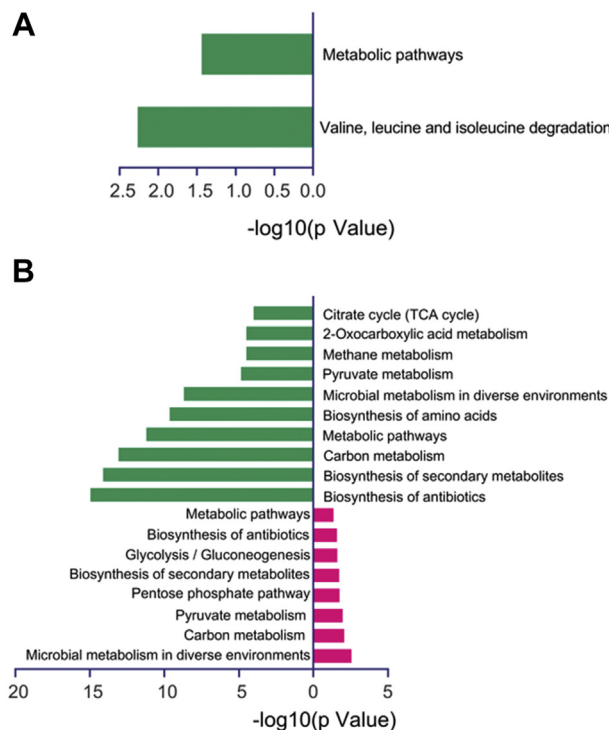 A
Metabolic pathways
Valine, leucine and isoleucine degradation
2.5 2.0 1.5 1.0 0.5 0.0
-log10(p Value)
B
Citrate cycle (TCA cycle)
2-Oxocarboxylic acid metabolism
Methane metabolism
Pyruvate metabolism
Microbial metabolism in diverse environments
Biosynthesis of amino acids
Metabolic pathways
Carbon metabolism
Biosynthesis of secondary metabolites
Biosynthesis of antibiotics
Metabolic pathways
Biosynthesis of antibiotics
Glycolysis / Gluconeogenesis
Biosynthesis of secondary metabolites
Pentose phosphate pathway
Pyruvate metabolism
Carbon metabolism
Microbial metabolism in diverse environments
20 15 10 5 0 5
-log10(p Value)